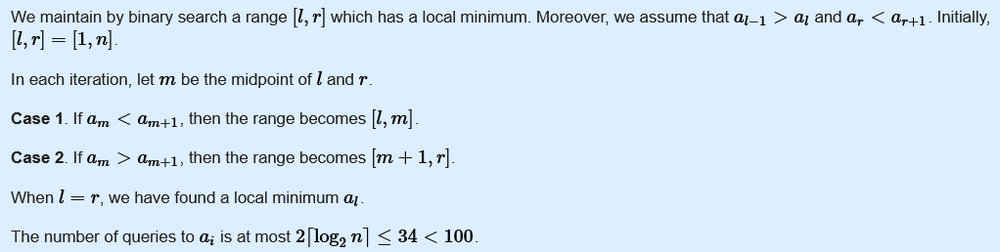 We maintain by binary search a range [l, r] which has a local minimum. Moreover, we assume that a_{l−1} > a_l and a_r < a_{r+1}. Initially,
[l, r] = [1, n].
In each iteration, let m be the midpoint of l and r.
Case 1. If a_m < a_{m+1}, then the range becomes [l, m].
Case 2. If a_m > a_{m+1}, then the range becomes [m + 1, r].
When l = r, we have found a local minimum a_l.
The number of queries to a_i is at most 2⌈log_2 n⌉ ≤ 34 < 100.